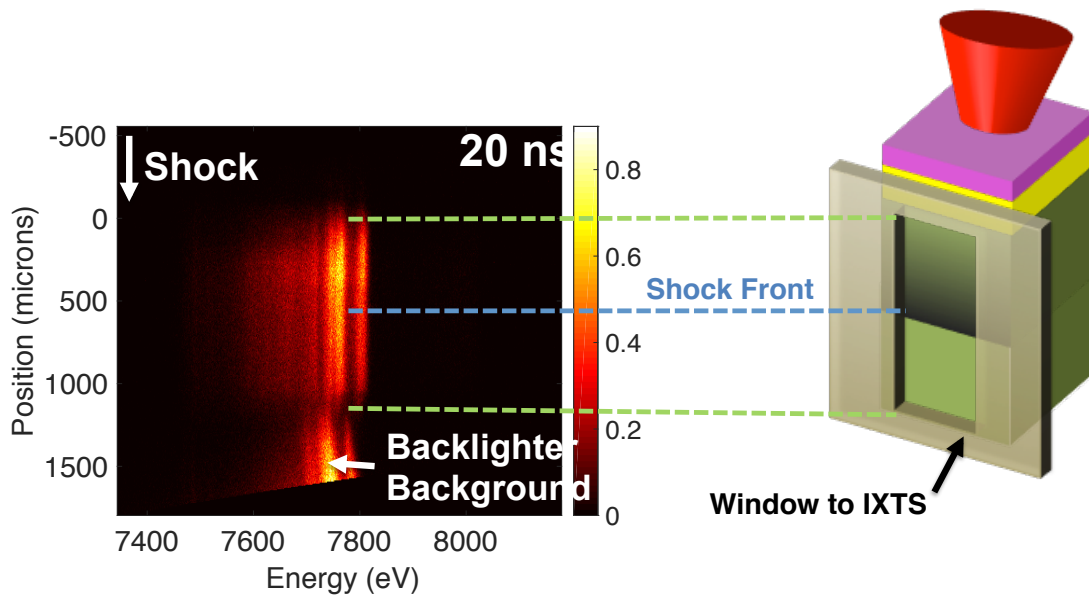 -500
0
500
1000
1500
Position (microns)
Shock
20 ns
Backlighter
Background
7400
7600
7800
8000
Energy (eV)
0.8
0.6
0.4
0.2
0
Shock Front
Window to IXTS